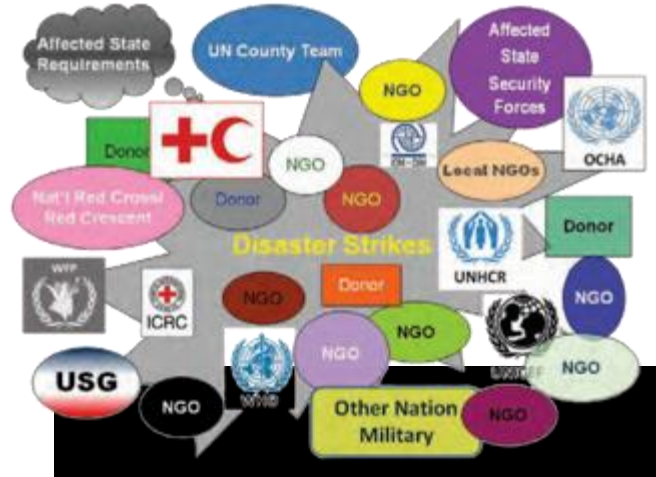 Affected State
Requirements
UN County Team
Affected
State
Security
Forces
NGO
Donor
NGO
Local NGOs
OCHA
Nat'l Red Cross/
Red Crescent
Donor
NGO
Disaster Strikes
UNHCR
Donor
WFP
ICRC
NGO
Donor
NGO
NGO
UNICEF
USG
NGO
WHO
NGO
NGO
Other Nation
Military
NGO